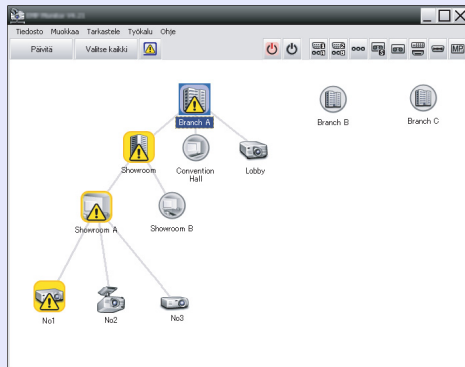 Tiedosto Muokkaa Tarkastele Työkalu Ohje
Päivitä Valitse kaikki MP
Branch A
Branch B
Branch C
Showroom
Convention
Hall
Lobby
Showroom A
Showroom B
No1
No2
No3